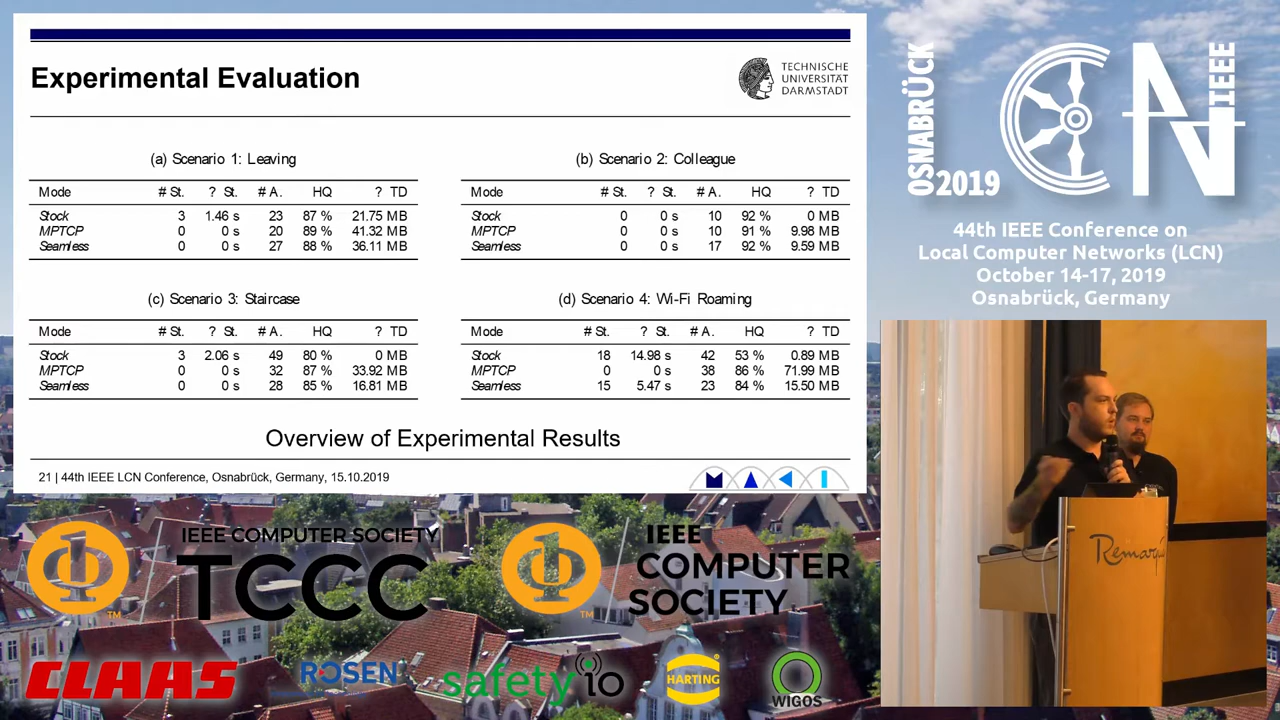 Experimental Evaluation
TECHNISCHE
UNIVERSITÄT
DARMSTADT
(a) Scenario 1: Leaving
Mode # St. ? St. # A. HQ ? TD
Stock 3 1.46 s 23 87 % 21.75 MB
MPTCP 0 0 s 20 89 % 41.32 MB
Seamless 0 0 s 27 88 % 36.11 MB
(b) Scenario 2: Colleague
Mode # St. ? St. # A. HQ ? TD
Stock 0 0 s 10 92 % 0 MB
MPTCP 0 0 s 10 91 % 9.98 MB
Seamless 0 0 s 17 92 % 9.59 MB
(c) Scenario 3: Staircase
Mode # St. ? St. # A. HQ ? TD
Stock 3 2.06 s 49 80 % 0 MB
MPTCP 0 0 s 32 87 % 33.92 MB
Seamless 0 0 s 28 85 % 16.81 MB
(d) Scenario 4: Wi-Fi Roaming
Mode # St. ? St. # A. HQ ? TD
Stock 18 14.98 s 42 53 % 0.89 MB
MPTCP 0 0 s 38 86 % 71.99 MB
Seamless 15 5.47 s 23 84 % 15.50 MB
Overview of Experimental Results
21 | 44th IEEE LCN Conference, Osnabrück, Germany, 15.10.2019
M A K I
OSNABRÜCK
2019
LCN
IEEE
44th IEEE Conference on
Local Computer Networks (LCN)
October 14-17, 2019
Osnabrück, Germany
Remarque
IEEE COMPUTER SOCIETY
TCCC
TM
IEEE
COMPUTER
SOCIETY
TM
CLAAS
ROSEN
safety io
HARTING
WIGOS